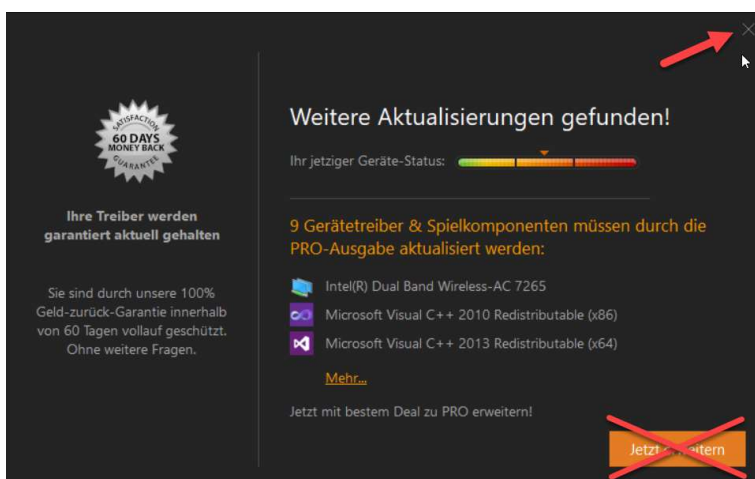 SATISFACTION
60 DAYS
MONEY BACK
GUARANTEE
Ihre Treiber werden
garantiert aktuell gehalten
Sie sind durch unsere 100%
Geld-zurück-Garantie innerhalb
von 60 Tagen vollauf geschützt.
Ohne weitere Fragen.
Weitere Aktualisierungen gefunden!
Ihr jetziger Geräte-Status:
9 Gerätetreiber & Spielkomponenten müssen durch die
PRO-Ausgabe aktualisiert werden:
Intel(R) Dual Band Wireless-AC 7265
Microsoft Visual C++ 2010 Redistributable (x86)
Microsoft Visual C++ 2013 Redistributable (x64)
Mehr...
Jetzt mit bestem Deal zu PRO erweitern!
Jetzt erweitern